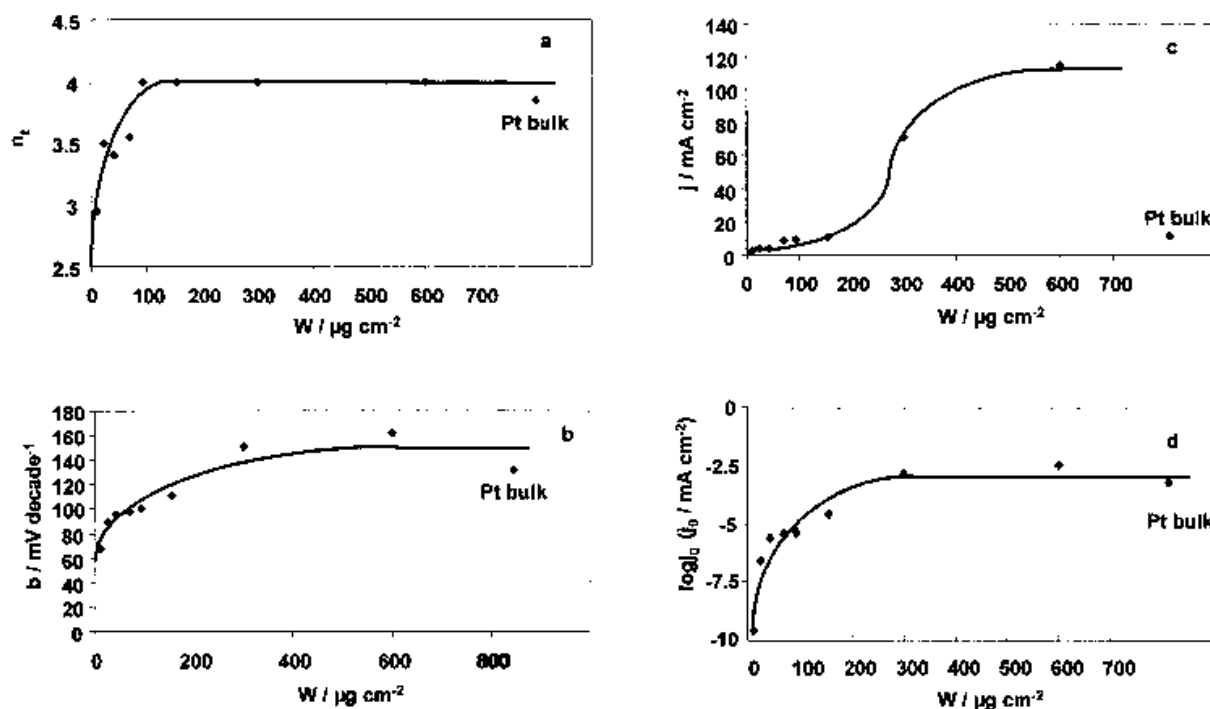 4.5
a
4
Pt bulk
n_t
3.5
3
2.5
0 100 200 300 400 500 600 700
W / µg cm⁻²
140
c
120
100
j / mA cm⁻²
80
60
40
Pt bulk
20
0
0 100 200 300 400 500 600 700
W / µg cm⁻²
180
b
160
140
Pt bulk
120
b / mV decade⁻¹
100
80
60
40
20
0
0 200 400 600 800
W / µg cm⁻²
0
d
-2.5
Pt bulk
logj₀ (j₀ / mA cm⁻²)
-5
-7.5
-10
0 100 200 300 400 500 600 700
W / µg cm⁻²